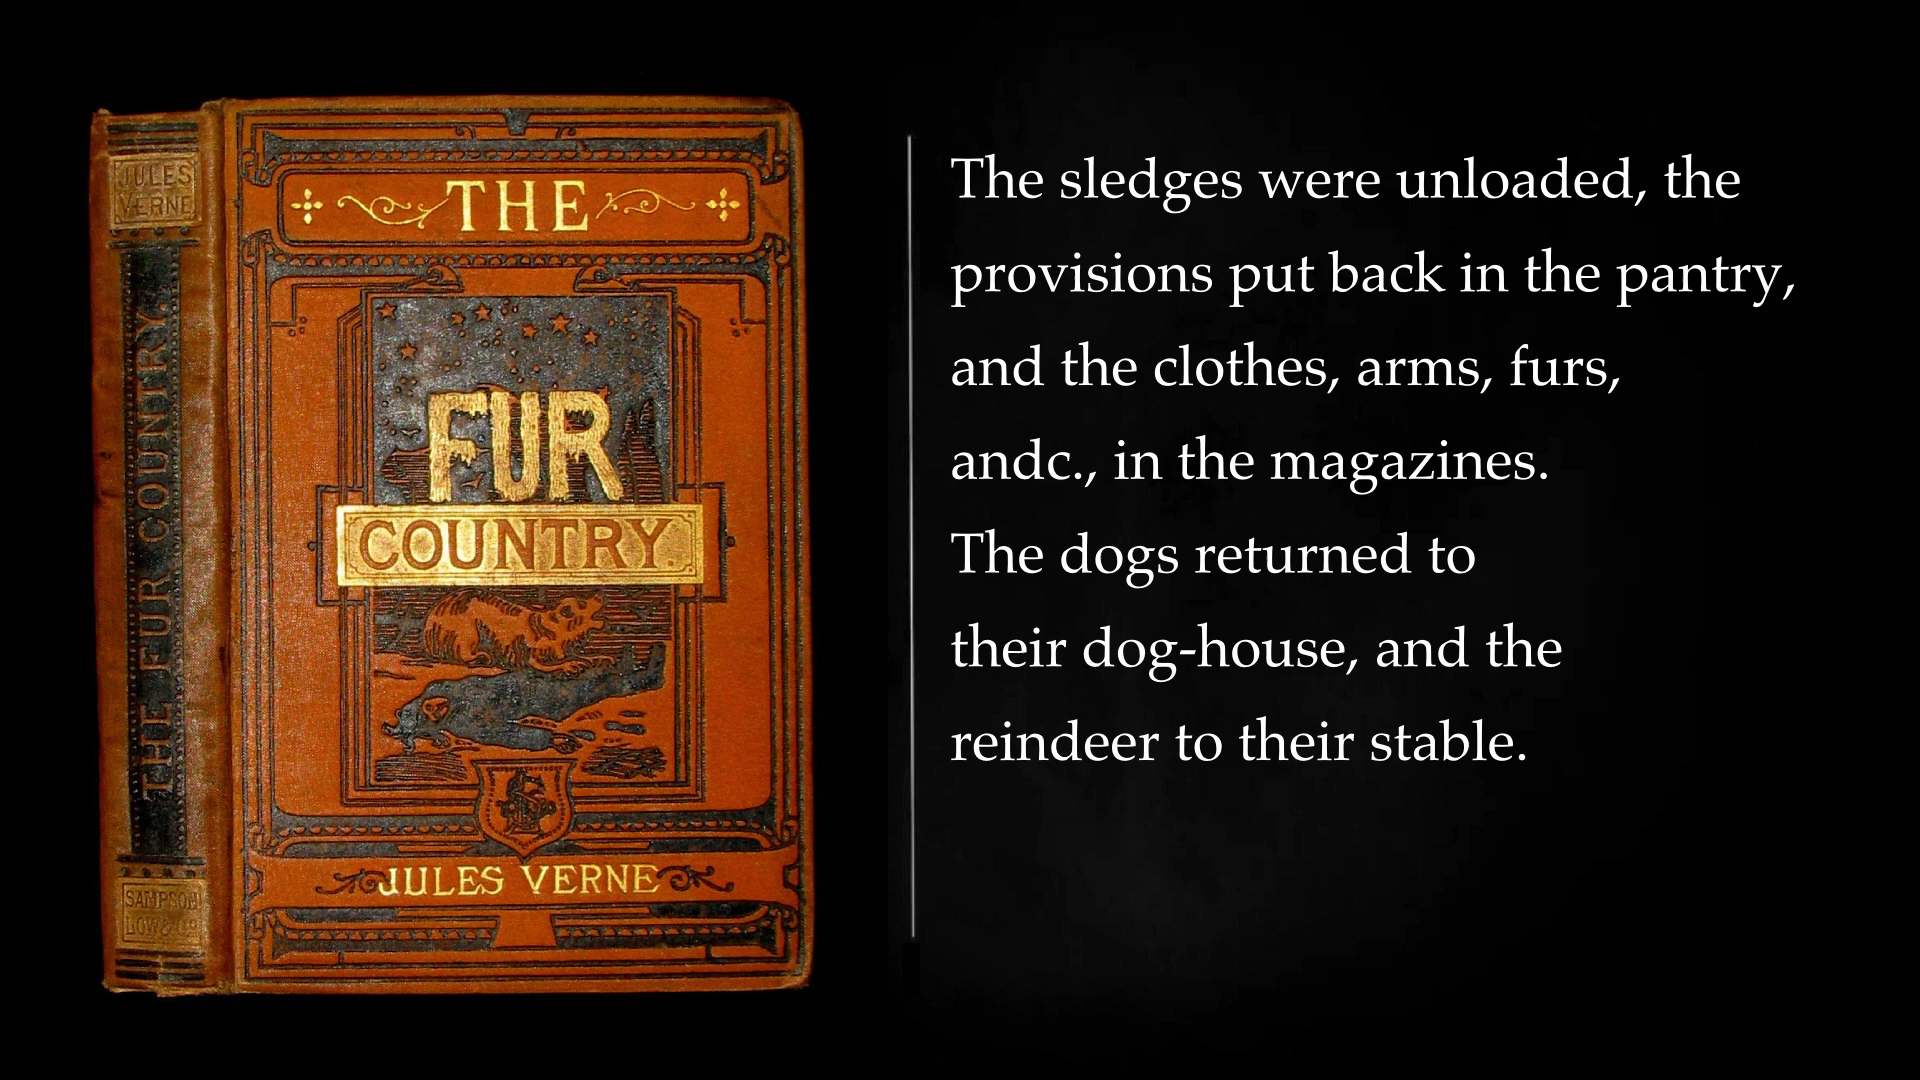 JULES
VERNE
THE FUR COUNTRY.
SAMPSON
LOW & Co
THE
FUR
COUNTRY.
JULES VERNE
The sledges were unloaded, the
provisions put back in the pantry,
and the clothes, arms, furs,
andc., in the magazines.
The dogs returned to
their dog-house, and the
reindeer to their stable.